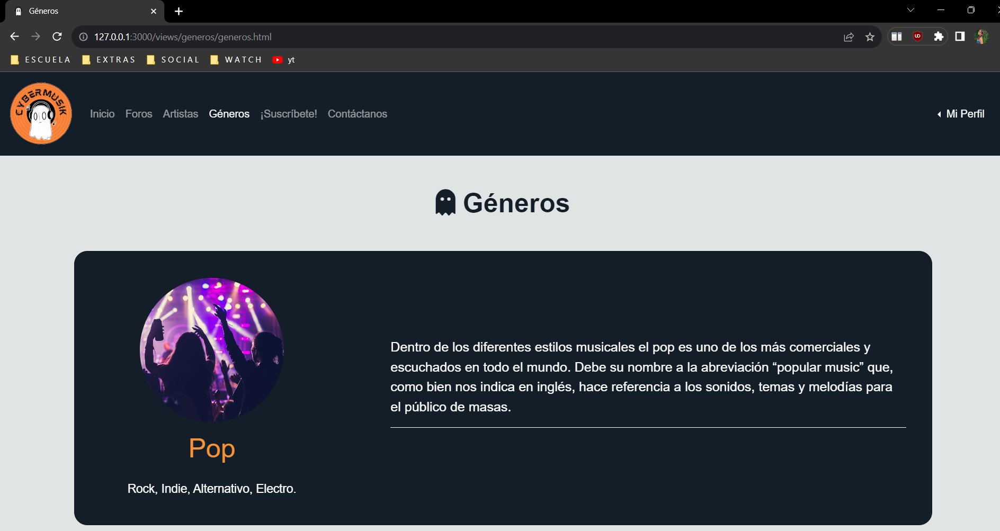 Géneros
127.0.0.1:3000/views/generos/generos.html
ESCUELA EXTRAS SOCIAL WATCH yt
CYBERMUSIK
Inicio Foros Artistas Géneros ¡Suscríbete! Contáctanos Mi Perfil
Géneros
Dentro de los diferentes estilos musicales el pop es uno de los más comerciales y
escuchados en todo el mundo. Debe su nombre a la abreviación “popular music” que,
como bien nos indica en inglés, hace referencia a los sonidos, temas y melodías para
el público de masas.
Pop
Rock, Indie, Alternativo, Electro.